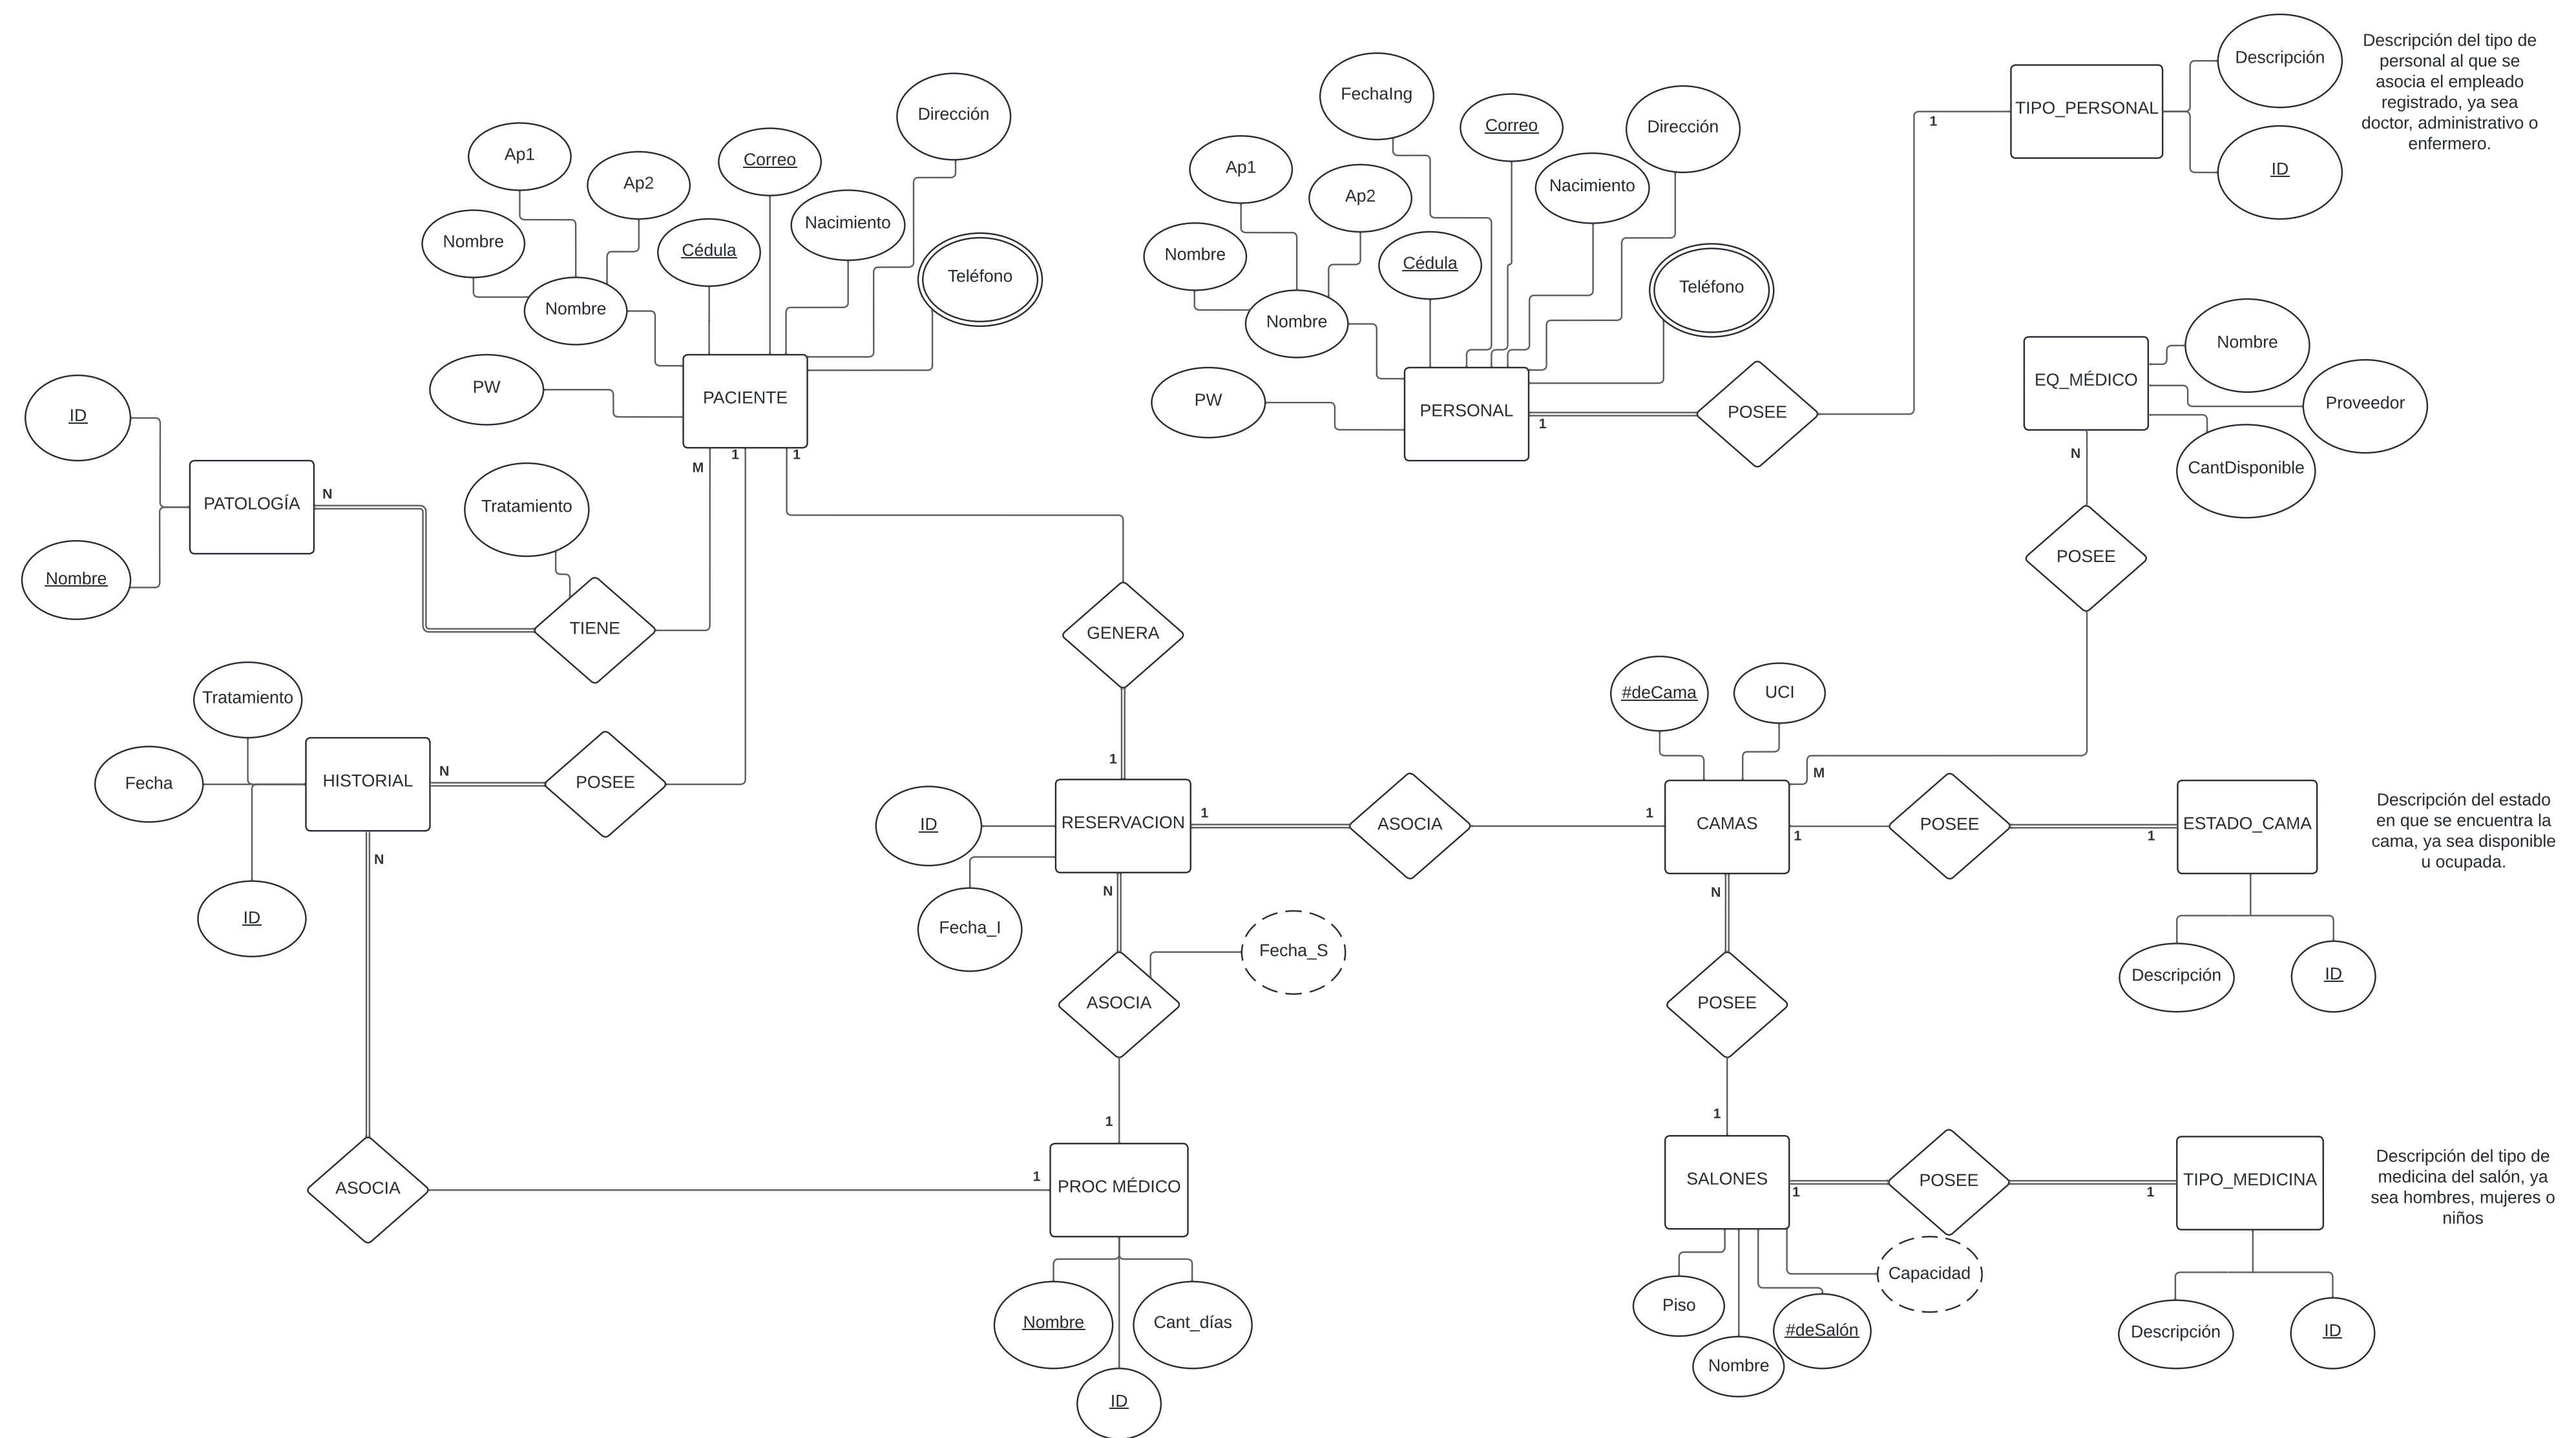 Descripción
Descripción del tipo de
personal al que se
asocia el empleado
registrado, ya sea
doctor, administrativo o
enfermero.
TIPO_PERSONAL
1
ID
Dirección
Ap1
Ap2
Correo
Nacimiento
Nombre
Cédula
Teléfono
Nombre
PW
PACIENTE
M
1
1
FechaIng
Correo
Dirección
Ap1
Ap2
Nacimiento
Nombre
Cédula
Teléfono
Nombre
PW
PERSONAL
1
POSEE
EQ_MÉDICO
Nombre
Proveedor
CantDisponible
N
POSEE
ID
PATOLOGÍA
N
Nombre
Tratamiento
TIENE
GENERA
1
Tratamiento
Fecha
HISTORIAL
N
POSEE
N
ID
ID
RESERVACION
1
ASOCIA
1
Fecha_I
N
Fecha_S
ASOCIA
1
#deCama
UCI
M
CAMAS
1
POSEE
1
ESTADO_CAMA
Descripción del estado
en que se encuentra la
cama, ya sea disponible
u ocupada.
Descripción
ID
N
POSEE
1
ASOCIA
1
PROC MÉDICO
Nombre
Cant_días
ID
SALONES
1
POSEE
1
TIPO_MEDICINA
Descripción del tipo de
medicina del salón, ya
sea hombres, mujeres o
niños
Capacidad
Piso
#deSalón
Nombre
Descripción
ID